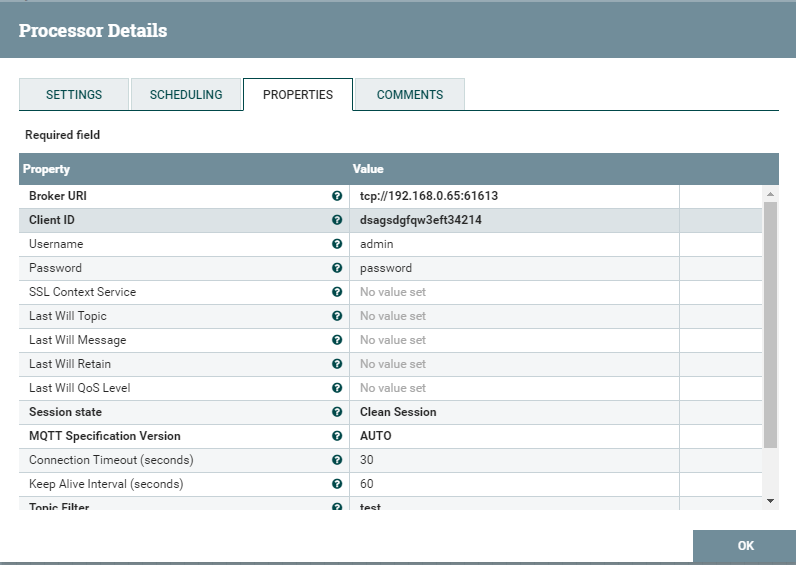 Processor Details
SETTINGS SCHEDULING PROPERTIES COMMENTS
Required field
Property Value
Broker URI tcp://192.168.0.65:61613
Client ID dsagsdgfqw3eft34214
Username admin
Password password
SSL Context Service No value set
Last Will Topic No value set
Last Will Message No value set
Last Will Retain No value set
Last Will QoS Level No value set
Session state Clean Session
MQTT Specification Version AUTO
Connection Timeout (seconds) 30
Keep Alive Interval (seconds) 60
Topic Filter test
OK